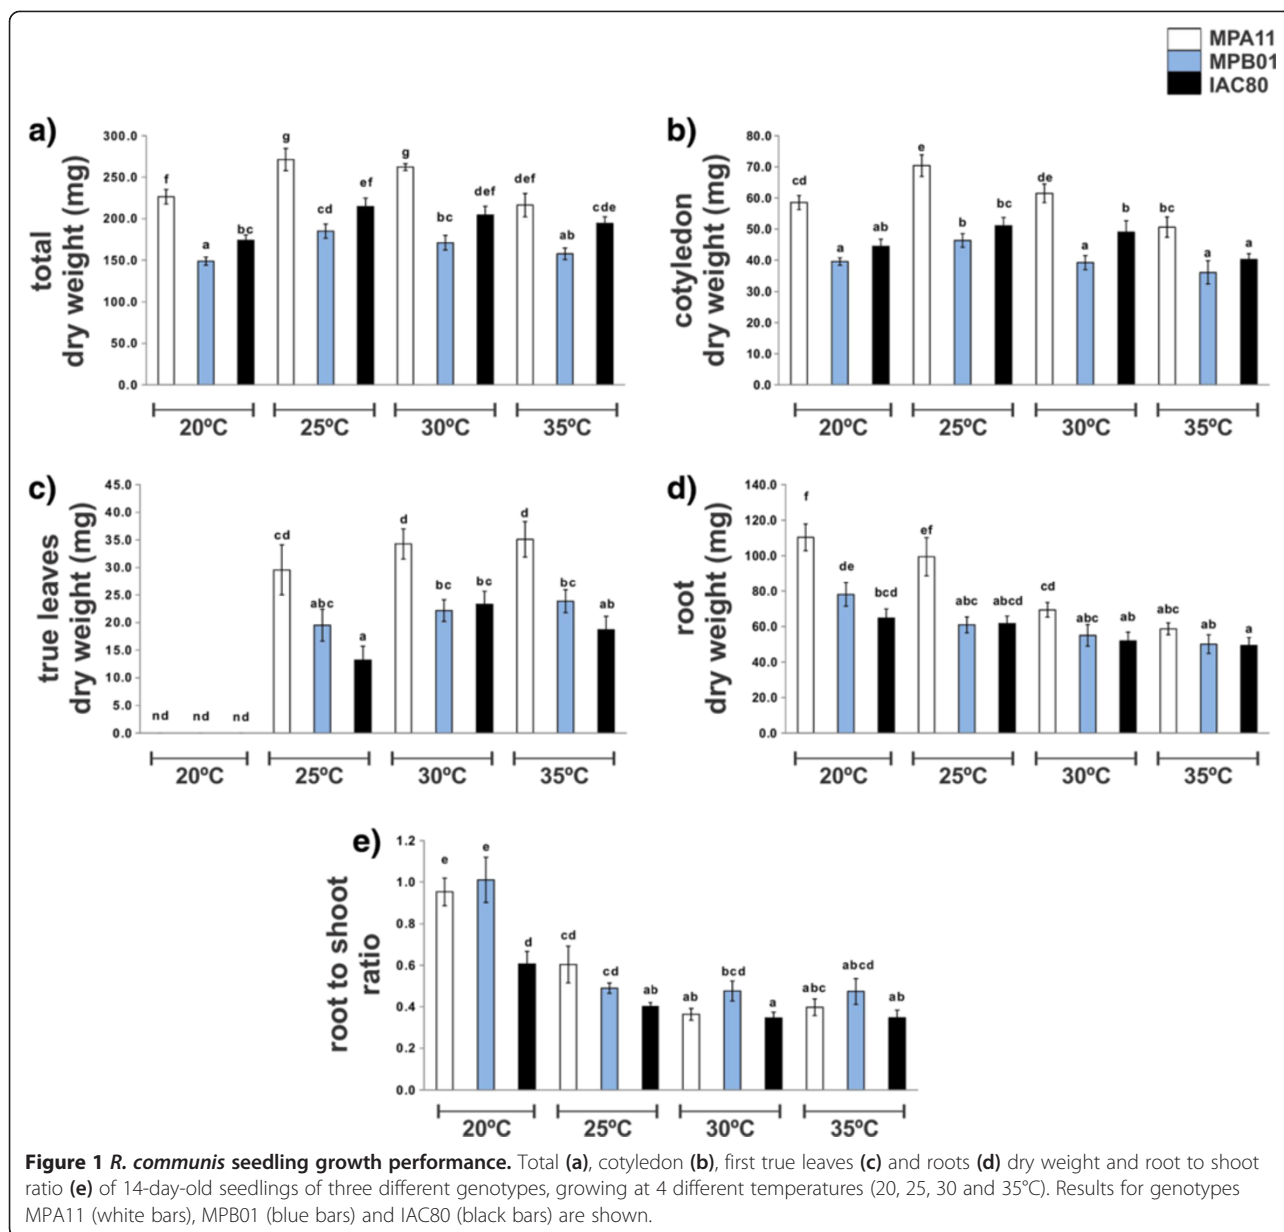 MPA11
MPB01
IAC80
a)
total
dry weight (mg)
300.0
250.0
200.0
150.0
100.0
50.0
0.0
f
a
bc
g
cd
ef
g
bc
def
def
ab
cde
20ºC
25ºC
30ºC
35ºC
b)
cotyledon
dry weight (mg)
80.0
70.0
60.0
50.0
40.0
30.0
20.0
10.0
0.0
cd
a
ab
e
b
bc
de
a
b
bc
a
a
20ºC
25ºC
30ºC
35ºC
c)
true leaves
dry weight (mg)
45.0
40.0
35.0
30.0
25.0
20.0
15.0
10.0
5.0
0.0
nd
nd
nd
cd
abc
a
d
bc
bc
d
bc
ab
20ºC
25ºC
30ºC
35ºC
d)
root
dry weight (mg)
140.0
120.0
100.0
80.0
60.0
40.0
20.0
0.0
f
de
bcd
ef
abc
abcd
cd
abc
ab
abc
ab
a
20ºC
25ºC
30ºC
35ºC
e)
root to shoot
ratio
1.2
1.0
0.8
0.6
0.4
0.2
0.0
e
e
d
cd
cd
ab
ab
bcd
a
abc
abcd
ab
20ºC
25ºC
30ºC
35ºC
Figure 1 R. communis seedling growth performance. Total (a), cotyledon (b), first true leaves (c) and roots (d) dry weight and root to shoot
ratio (e) of 14-day-old seedlings of three different genotypes, growing at 4 different temperatures (20, 25, 30 and 35°C). Results for genotypes
MPA11 (white bars), MPB01 (blue bars) and IAC80 (black bars) are shown.